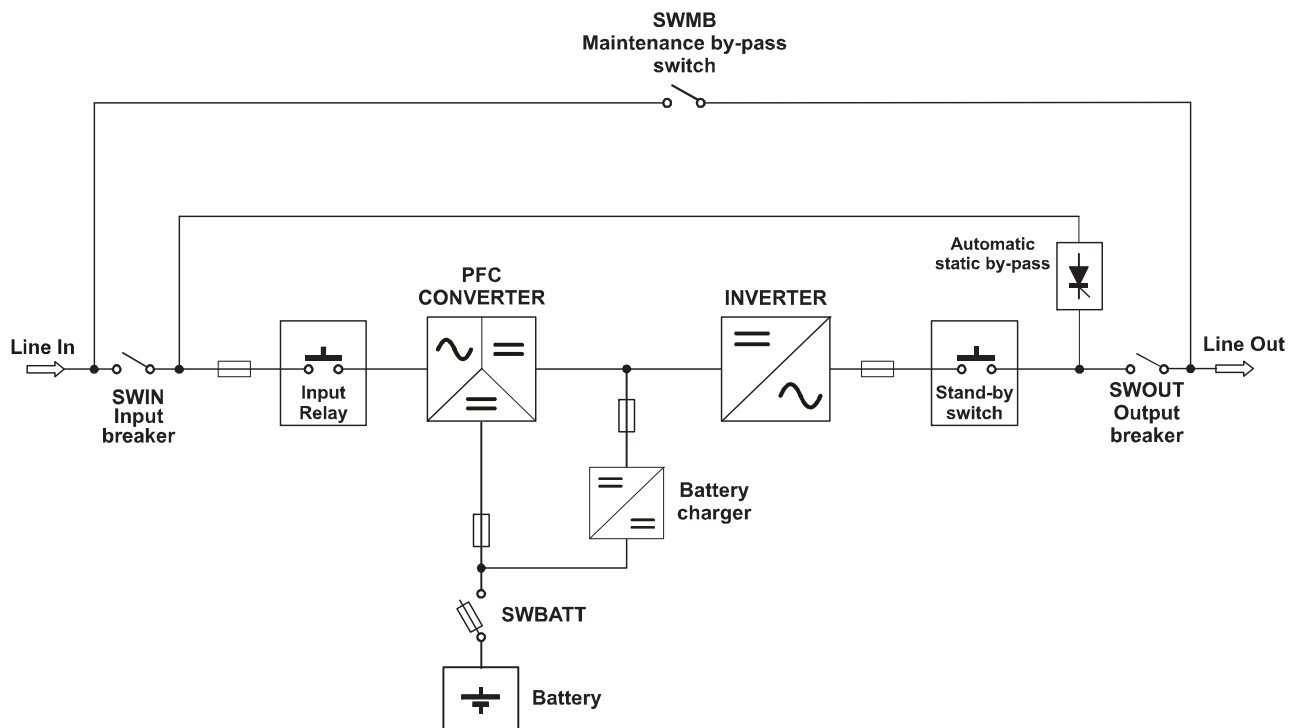 SWMB
Maintenance by-pass
switch
Automatic
static by-pass
PFC
CONVERTER
INVERTER
Line In
Line Out
SWIN
Input
breaker
Input
Relay
Stand-by
switch
SWOUT
Output
breaker
Battery
charger
SWBATT
Battery